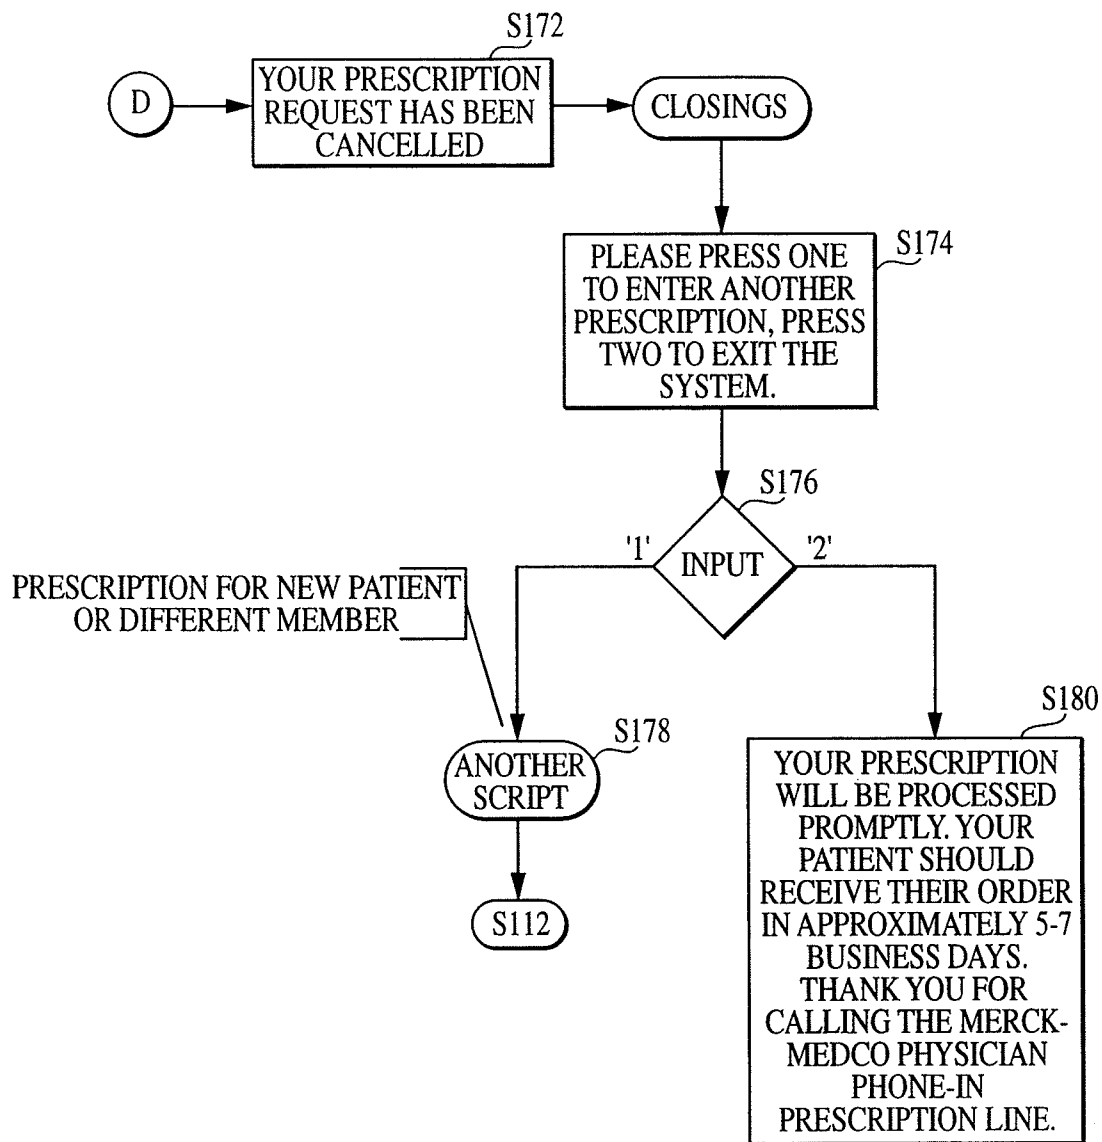 S172
D
YOUR PRESCRIPTION
REQUEST HAS BEEN
CANCELLED
CLOSINGS
S174
PLEASE PRESS ONE
TO ENTER ANOTHER
PRESCRIPTION, PRESS
TWO TO EXIT THE
SYSTEM.
S176
'1'
INPUT
'2'
PRESCRIPTION FOR NEW PATIENT
OR DIFFERENT MEMBER
S178
ANOTHER
SCRIPT
S112
S180
YOUR PRESCRIPTION
WILL BE PROCESSED
PROMPTLY. YOUR
PATIENT SHOULD
RECEIVE THEIR ORDER
IN APPROXIMATELY 5-7
BUSINESS DAYS.
THANK YOU FOR
CALLING THE MERCK-
MEDCO PHYSICIAN
PHONE-IN
PRESCRIPTION LINE.